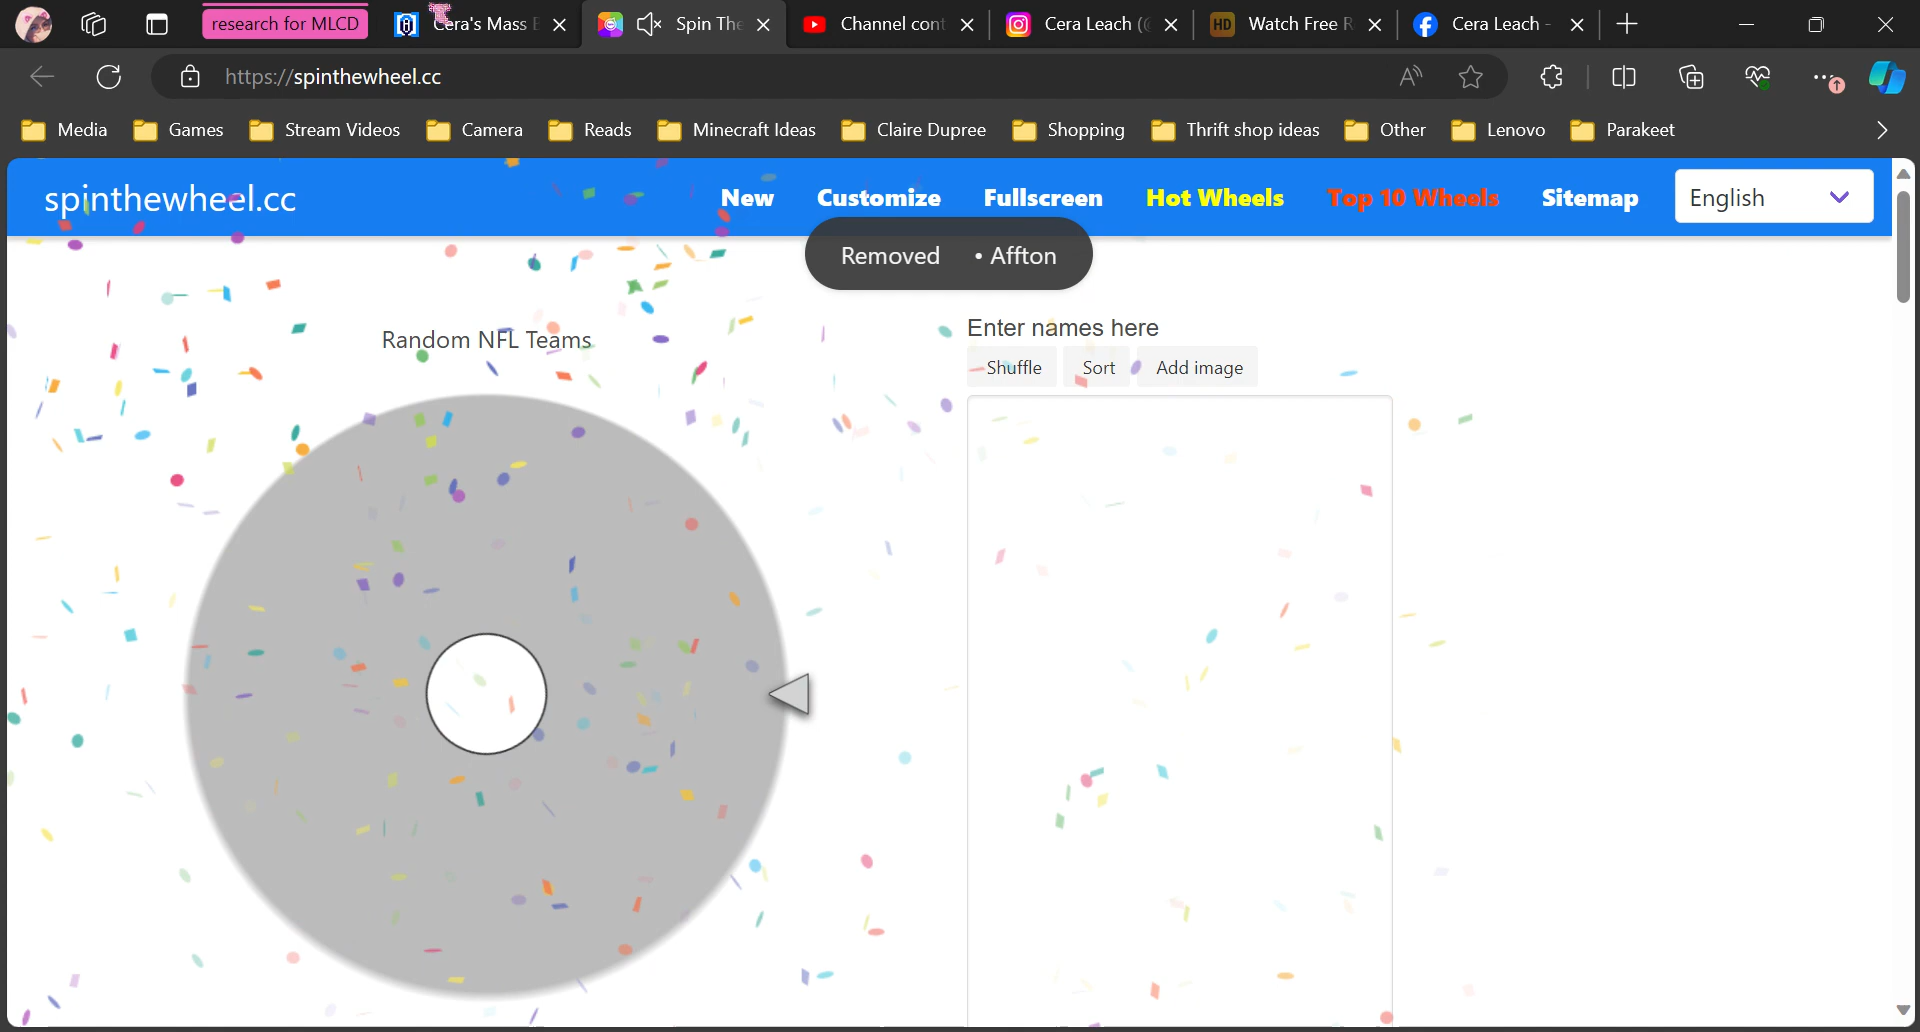 research for MLCD
Cera's Mass E
Spin The
Channel cont
Cera Leach (@
Watch Free R
Cera Leach -
https://spinthewheel.cc
Media
Games
Stream Videos
Camera
Reads
Minecraft Ideas
Claire Dupree
Shopping
Thrift shop ideas
Other
Lenovo
Parakeet
spinthewheel.cc
New
Customize
Fullscreen
Hot Wheels
Top 10 Wheels
Sitemap
English
Removed • Affton
Random NFL Teams
Enter names here
Shuffle
Sort
Add image